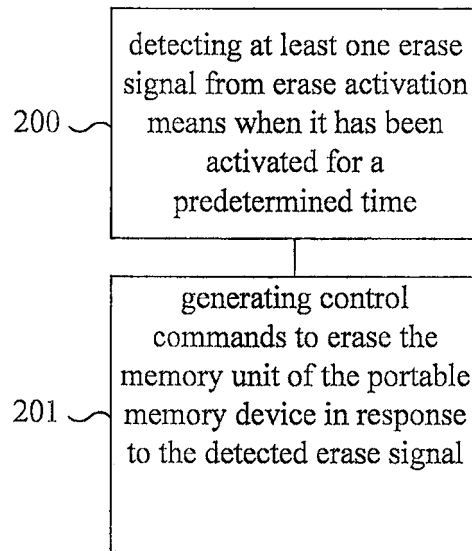 detecting at least one erase
signal from erase activation
means when it has been
activated for a
predetermined time
200
generating control
commands to erase the
memory unit of the portable
memory device in response
to the detected erase signal
201